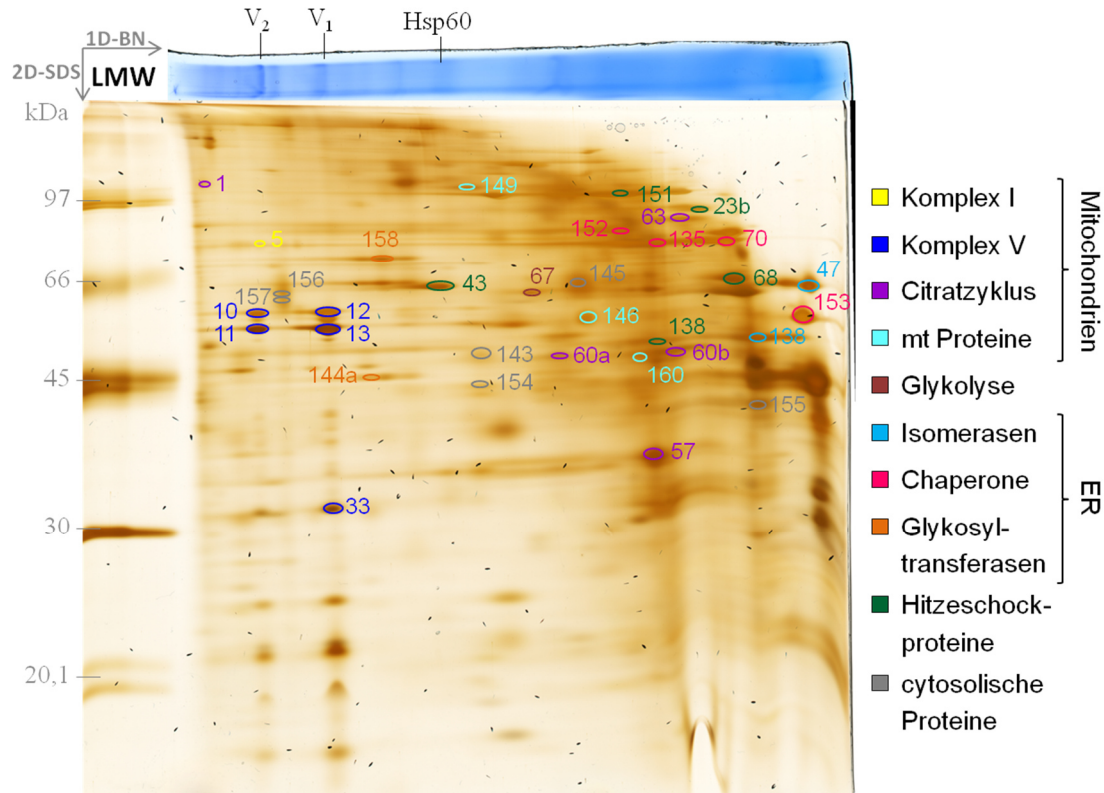 V₂ V₁ Hsp60
1D-BN
2D-SDS LMW
kDa
1 149 151
97 23b
63
152 135 70
5 158
66 156 43 67 145 68 47
157
10 12 146 153
11 13 138 138
143 60a 60b
45 144a 154 160
155
57
33
30
20,1
Komplex I
Komplex V
Citratzyklus
mt Proteine
Mitochondrien
Glykolyse
Isomerasen
Chaperone
Glykosyl-
transferasen
ER
Hitzeschock-
proteine
cytosolische
Proteine